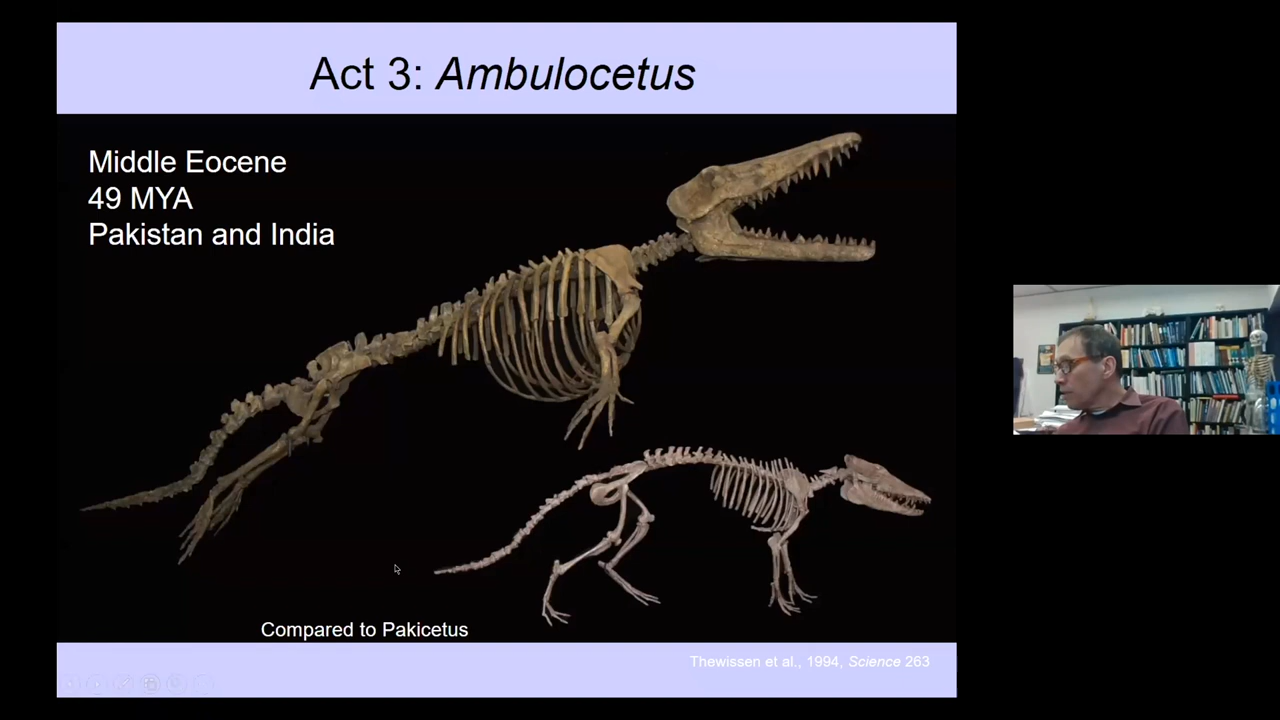 Act 3: Ambulocetus
Middle Eocene
49 MYA
Pakistan and India
Compared to Pakicetus
Thewissen et al., 1994, Science 263